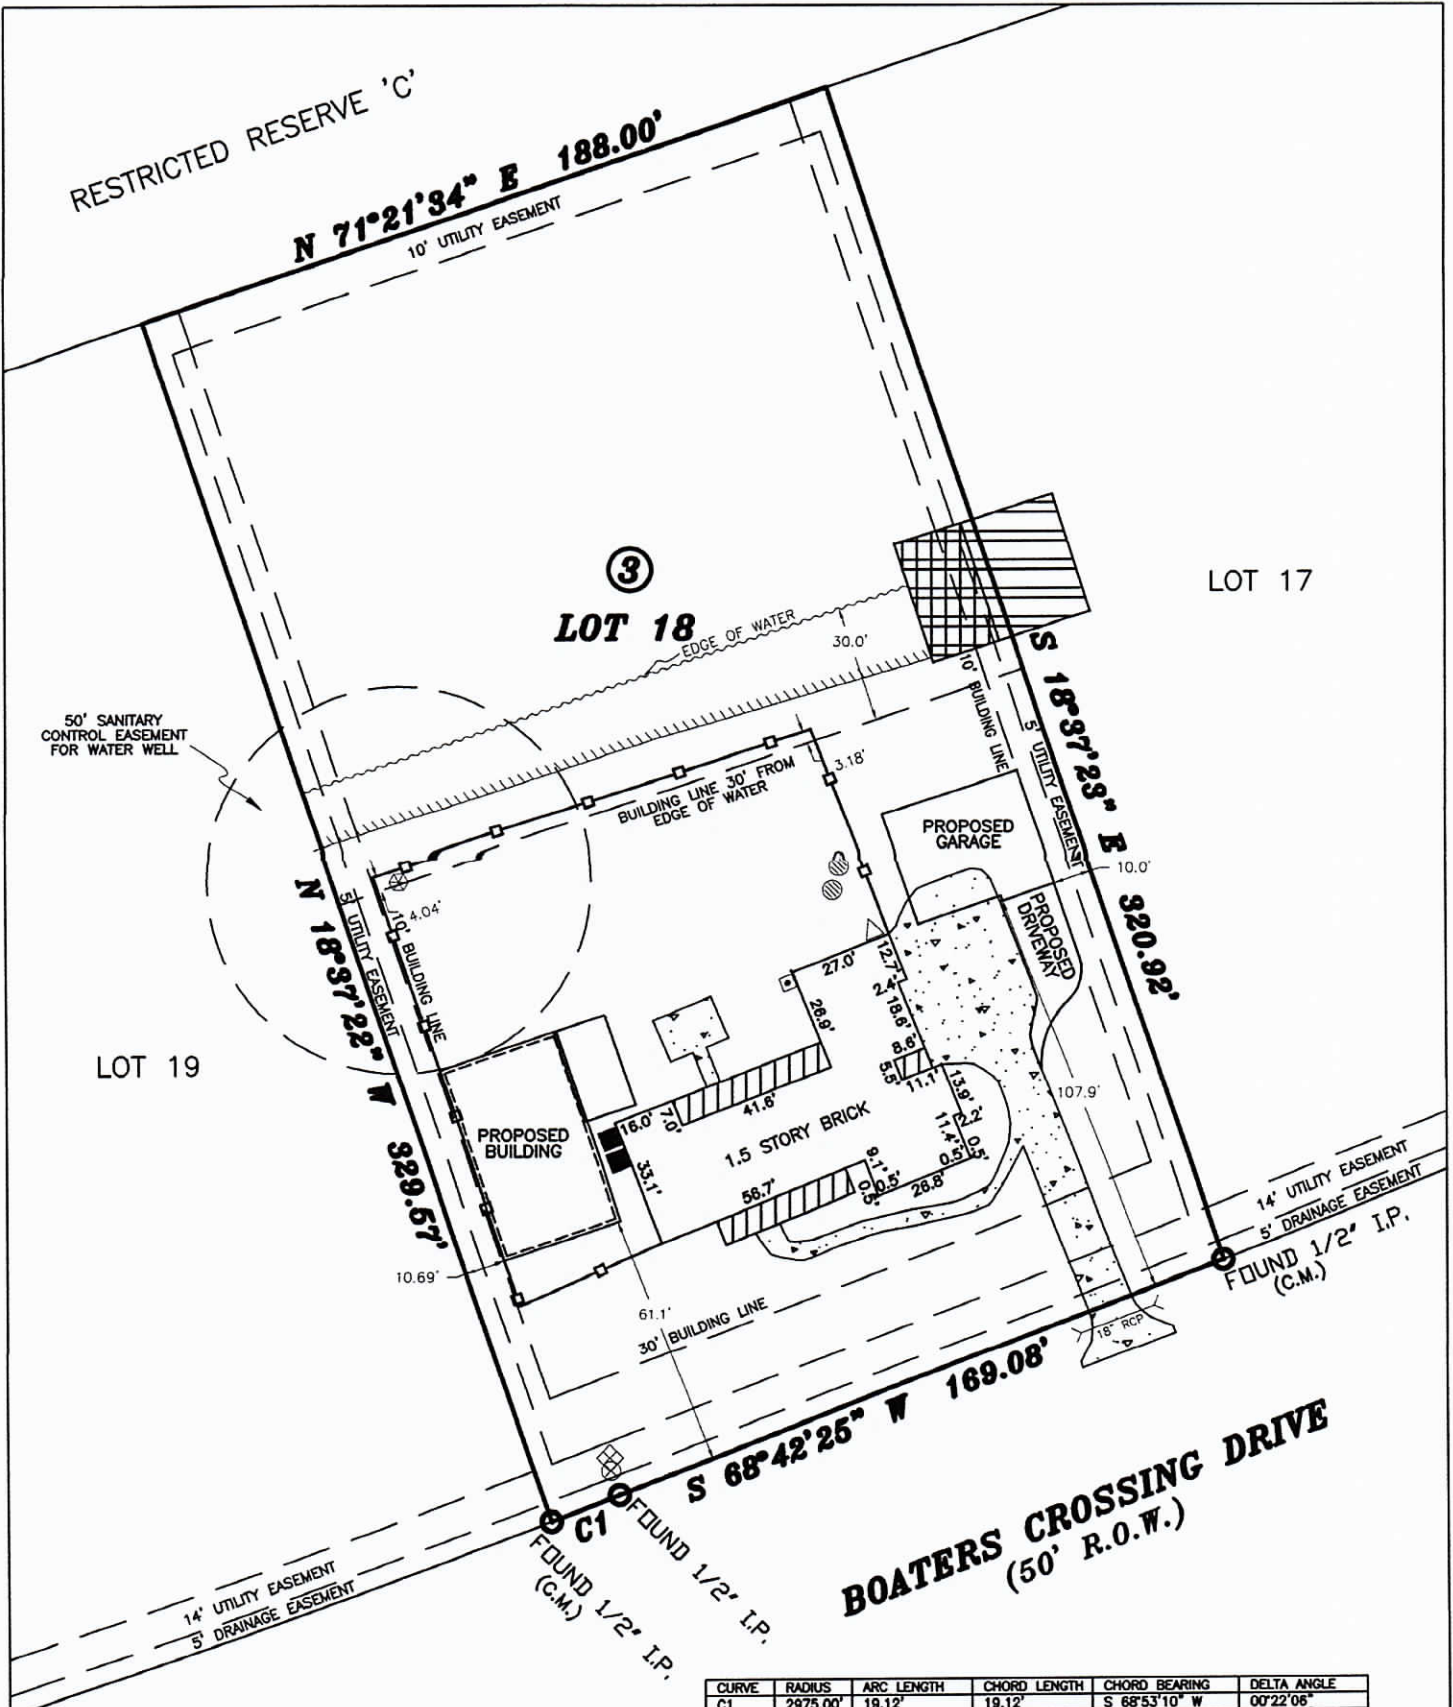 RESTRICTED RESERVE 'C'
N 71°21'34" E 188.00'
10' UTILITY EASEMENT
3
LOT 18
LOT 17
EDGE OF WATER
30.0'
50' SANITARY
CONTROL EASEMENT
FOR WATER WELL
10' BUILDING LINE
S 18°37'23" E 320.92'
5' UTILITY EASEMENT
BUILDING LINE 30' FROM
EDGE OF WATER
3.18'
PROPOSED
GARAGE
10.0'
PROPOSED
DRIVEWAY
N 18°37'22" W 329.57'
5' UTILITY EASEMENT
4.04'
10' BUILDING LINE
LOT 19
27.0'
12.7'
2.4'
26.9'
18.6'
8.6'
5.5'
11.1'
13.9'
107.9'
PROPOSED
BUILDING
16.0'
7.0'
41.6'
1.5 STORY BRICK
2.2'
11.4'
0.5'
0.5'
33.1'
56.7'
9.1'
0.5'
0.5'
26.8'
10.69'
61.1'
30' BUILDING LINE
14' UTILITY EASEMENT
5' DRAINAGE EASEMENT
FOUND 1/2" I.P.
(C.M.)
18" RCP
S 68°42'25" W 169.08'
C1
FOUND 1/2" I.P.
FOUND 1/2" I.P.
(C.M.)
BOATERS CROSSING DRIVE
(50' R.O.W.)
14' UTILITY EASEMENT
5' DRAINAGE EASEMENT
CURVE RADIUS ARC LENGTH CHORD LENGTH CHORD BEARING DELTA ANGLE
C1 2975.00' 19.12' 19.12' S 68°53'10" W 00°22'06"